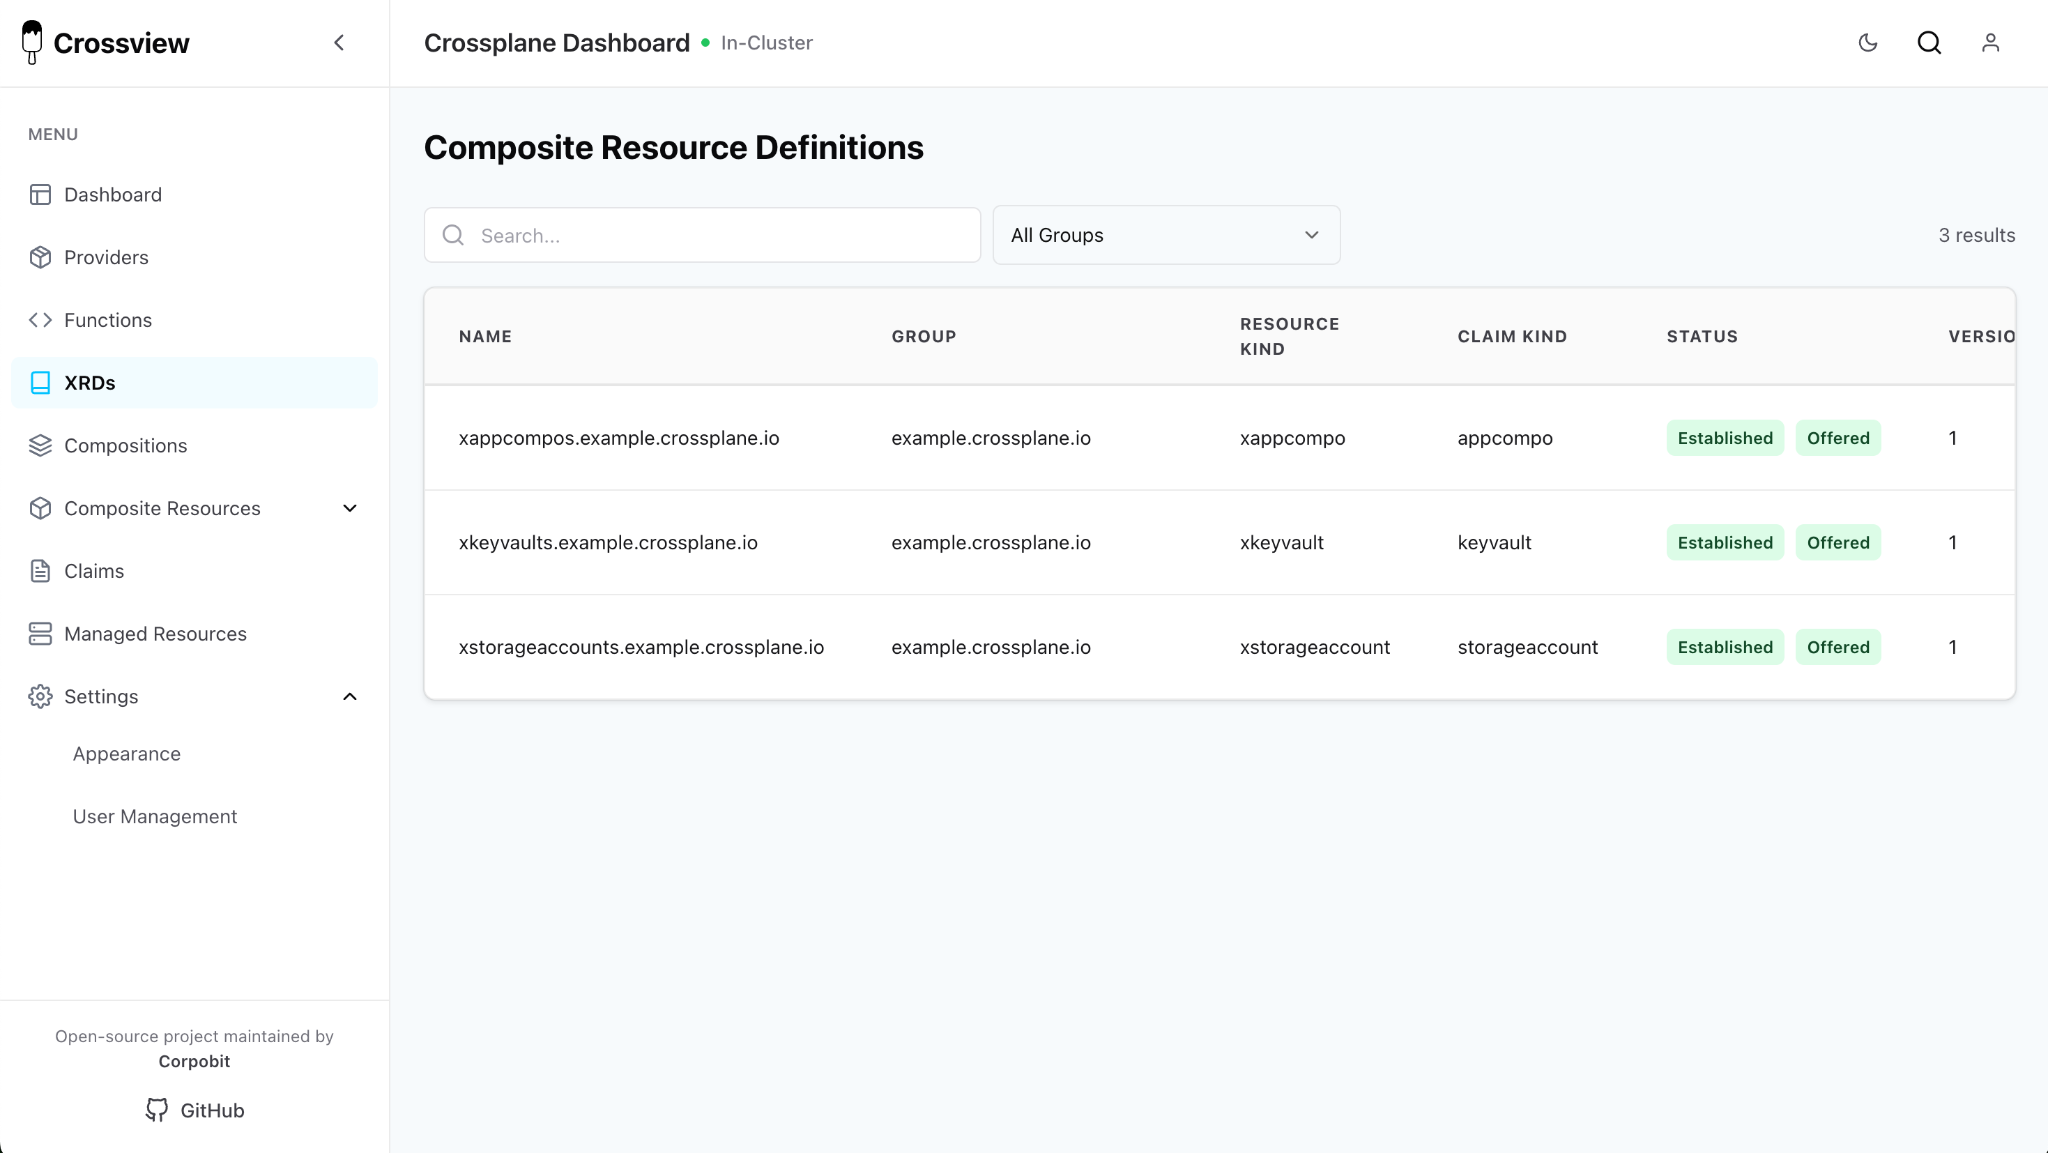 Crossview
Crossplane Dashboard
In-Cluster
MENU
Dashboard
Providers
Functions
XRDs
Compositions
Composite Resources
Claims
Managed Resources
Settings
Appearance
User Management
Open-source project maintained by
Corpobit
GitHub
Composite Resource Definitions
Search...
All Groups
3 results
NAME GROUP RESOURCE KIND CLAIM KIND STATUS VERSIO
xappcompos.example.crossplane.io example.crossplane.io xappcompo appcompo Established Offered 1
xkeyvaults.example.crossplane.io example.crossplane.io xkeyvault keyvault Established Offered 1
xstorageaccounts.example.crossplane.io example.crossplane.io xstorageaccount storageaccount Established Offered 1